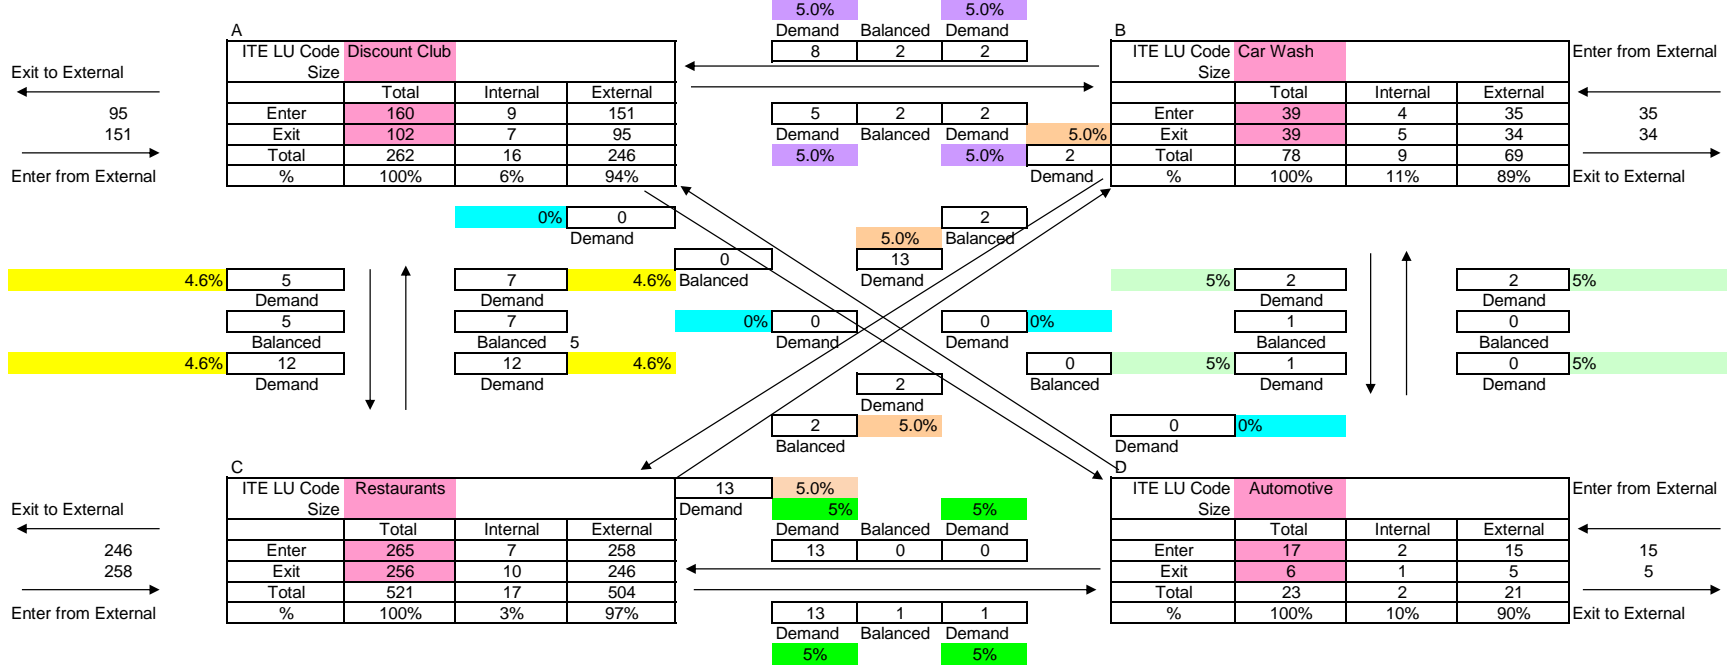 5.0% 5.0%
A Demand Balanced Demand B
ITE LU Code Discount Club 8 2 2 ITE LU Code Car Wash Enter from External
Exit to External Size Size
Total Internal External Total Internal External
95 Enter 160 9 151 5 2 2 Enter 39 4 35 35
151 Exit 102 7 95 Demand Balanced Demand 5.0% Exit 39 5 34 34
Total 262 16 246 5.0% 5.0% 2 Total 78 9 69
Enter from External % 100% 6% 94% Demand % 100% 11% 89% Exit to External
0% 0 2
Demand 5.0% Balanced
0 13
4.6% 5 7 4.6% Balanced Demand 5% 2 2 5%
Demand Demand Demand Demand
5 7 0% 0 0 0% 1 0
Balanced Balanced 5 Demand Demand Balanced Balanced
4.6% 12 12 4.6% 0 5% 1 0 5%
Demand Demand 2 Balanced Demand Demand
Demand
2 5.0% 0 0%
Balanced Demand
C D
ITE LU Code Restaurants 13 5.0% ITE LU Code Automotive Enter from External
Exit to External Size Demand 5% 5% Size
Total Internal External Demand Balanced Demand Total Internal External
246 Enter 265 7 258 13 0 0 Enter 17 2 15 15
258 Exit 256 10 246 Exit 6 1 5 5
Total 521 17 504 Total 23 2 21
Enter from External % 100% 3% 97% 13 1 1 % 100% 10% 90% Exit to External
Demand Balanced Demand
5% 5%